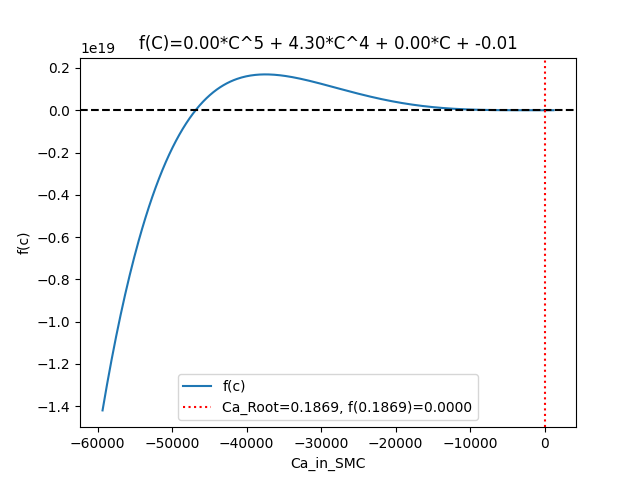 f(C)=0.00*C^5 + 4.30*C^4 + 0.00*C + -0.01
1e19
0.2
0.0
−0.2
−0.4
−0.6
−0.8
−1.0
−1.2
−1.4
f(c)
f(c)
Ca_Root=0.1869, f(0.1869)=0.0000
−60000 −50000 −40000 −30000 −20000 −10000 0
Ca_in_SMC